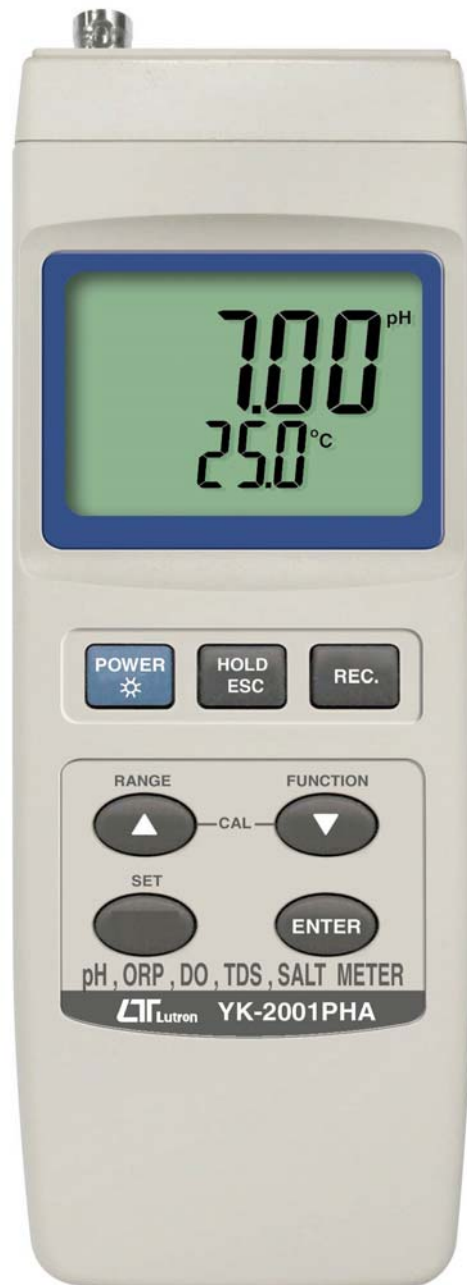 7.00 pH
25.0 °C
POWER HOLD ESC REC.
RANGE FUNCTION
CAL
SET
ENTER
pH , ORP , DO , TDS , SALT METER
Lutron YK-2001PHA